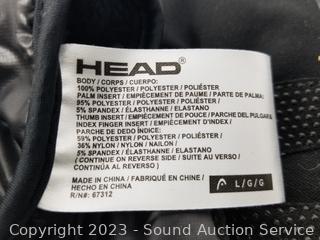 HEAD®
BODY / CORPS / CUERPO:
100% POLYESTER / POLYESTER / POLIÉSTER
PALM INSERT / EMPIÈCEMENT DE PAUME / PARTE DE PALMA:
95% POLYESTER / POLYESTER / POLIÉSTER
5% SPANDEX / ÉLASTHANNE / ELASTANO
THUMB INSERT / EMPIÈCEMENT DE POUCE / PARCHE DEL PULGAR &
INDEX FINGER INSERT / EMPIÈCEMENT D'INDEX /
PARCHE DE DEDO ÍNDICE:
59% POLYESTER / POLYESTER / POLIÉSTER
36% NYLON / NYLON / NAILON /
5% SPANDEX / ÉLASTHANNE / ELASTANO
( CONTINUE ON REVERSE SIDE / SUITE AU VERSO /
CONTINÚA AL REVERSO )
MADE IN CHINA / FABRIQUÉ EN CHINE /
HECHO EN CHINA
R/N#: 67312
L / G / G
Copyright 2023 - Sound Auction Service